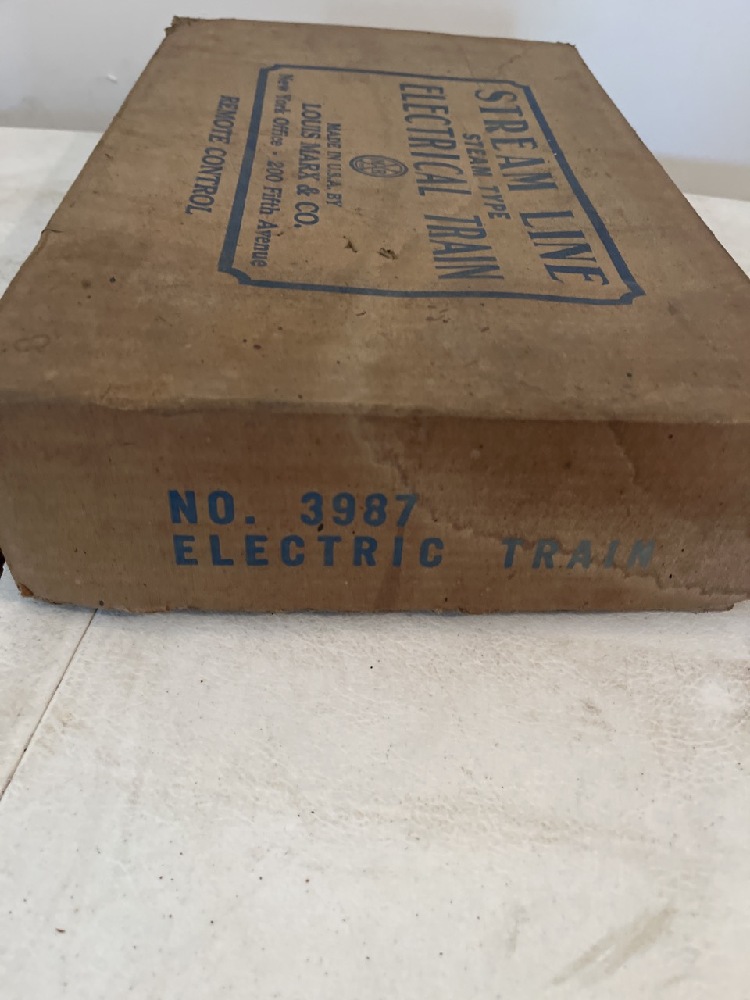 STREAM LINE
STEAM TYPE
ELECTRICAL TRAIN
MAR
MADE IN U.S.A. BY
LOUIS MARX & CO.
New York Office • 200 Fifth Avenue
REMOTE CONTROL
NO. 3987
ELECTRIC TRAIN